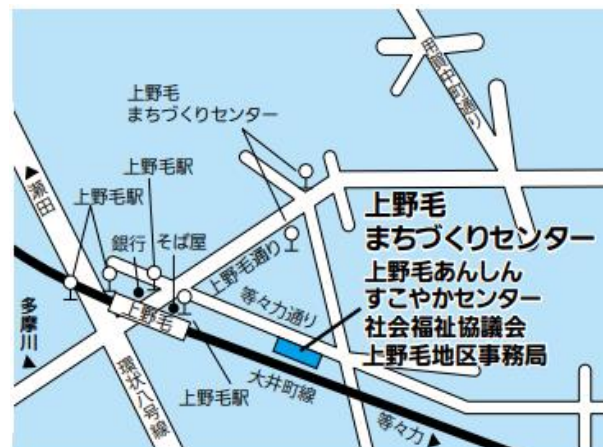 用賀中町通り
上野毛
まちづくりセンター
上野毛駅
上野毛駅
▲瀬田
銀行
そば屋
上野毛通り
上野毛
まちづくりセンター
上野毛あんしん
すこやかセンター
社会福祉協議会
上野毛地区事務局
等々力通り
上野毛
多摩川▼
環状八号線
上野毛駅
大井町線
等々力▶